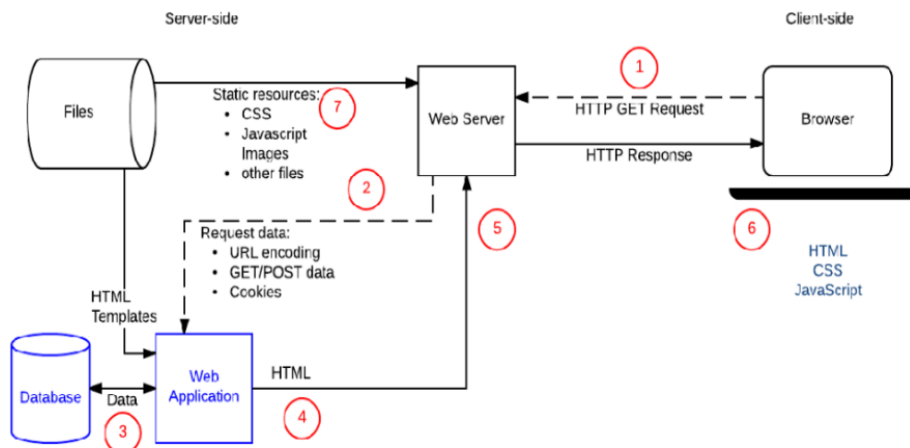 Server-side
Client-side
1
Files
Static resources:
• CSS
• Javascript
Images
• other files
7
Web Server
HTTP GET Request
Browser
HTTP Response
2
5
6
Request data:
• URL encoding
• GET/POST data
• Cookies
HTML
CSS
JavaScript
HTML
Templates
Database
Data
Web
Application
HTML
3
4